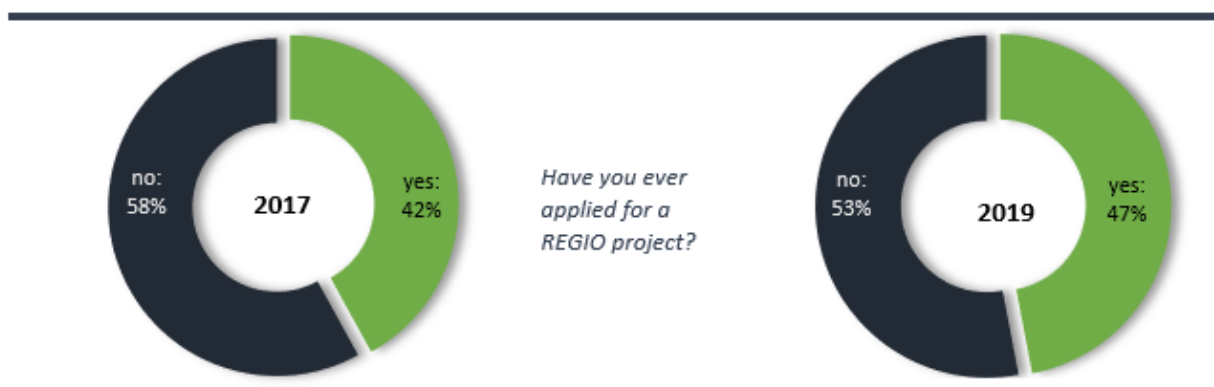 no:
58%
2017
yes:
42%
Have you ever
applied for a
REGIO project?
no:
53%
2019
yes:
47%